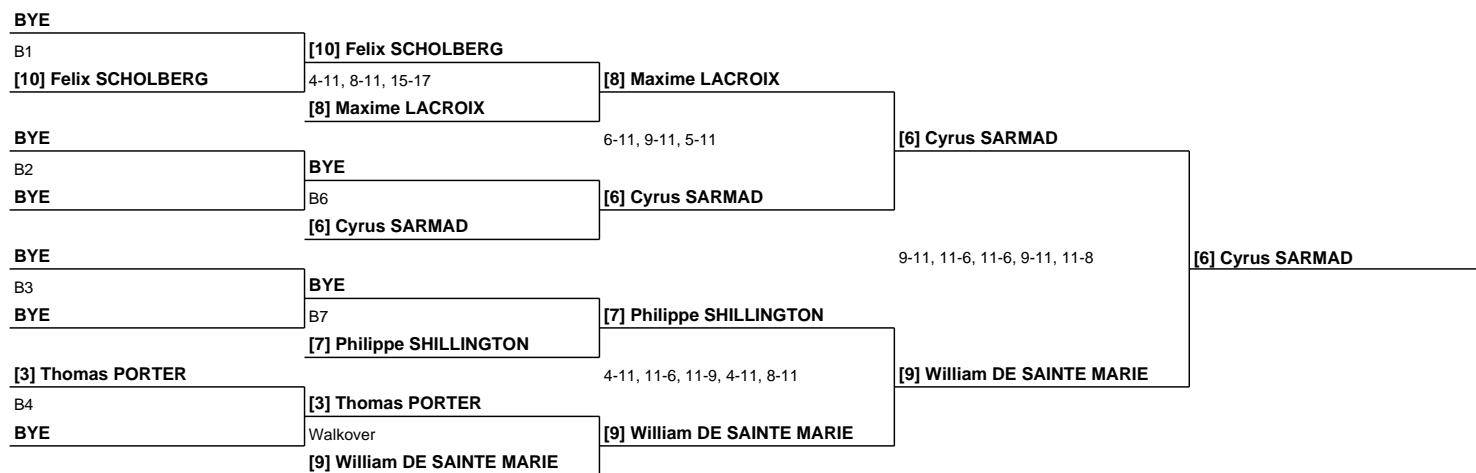 BYE
B1
[10] Felix SCHOLBERG
[10] Felix SCHOLBERG
4-11, 8-11, 15-17
[8] Maxime LACROIX
[8] Maxime LACROIX
BYE
B2
BYE
BYE
B6
[6] Cyrus SARMAD
6-11, 9-11, 5-11
[6] Cyrus SARMAD
[6] Cyrus SARMAD
BYE
B3
BYE
BYE
B7
[7] Philippe SHILLINGTON
[7] Philippe SHILLINGTON
9-11, 11-6, 11-6, 9-11, 11-8
[6] Cyrus SARMAD
[3] Thomas PORTER
B4
BYE
[3] Thomas PORTER
Walkover
[9] William DE SAINTE MARIE
4-11, 11-6, 11-9, 4-11, 8-11
[9] William DE SAINTE MARIE
[9] William DE SAINTE MARIE